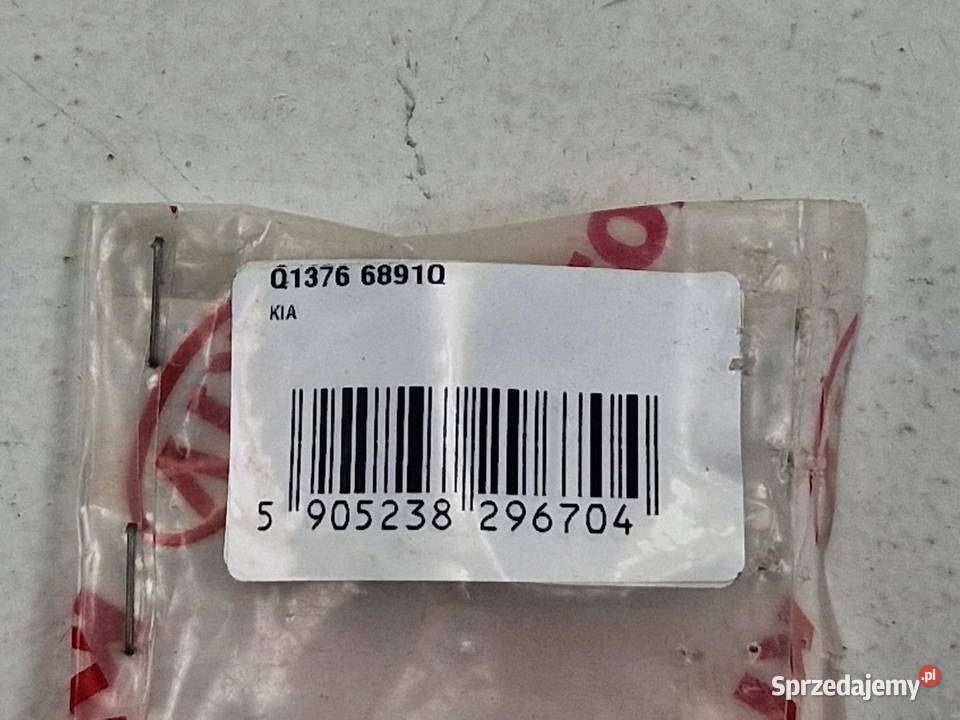 Q1376 6891Q
KIA
5 905238 296704
Sprzedajemy.pl